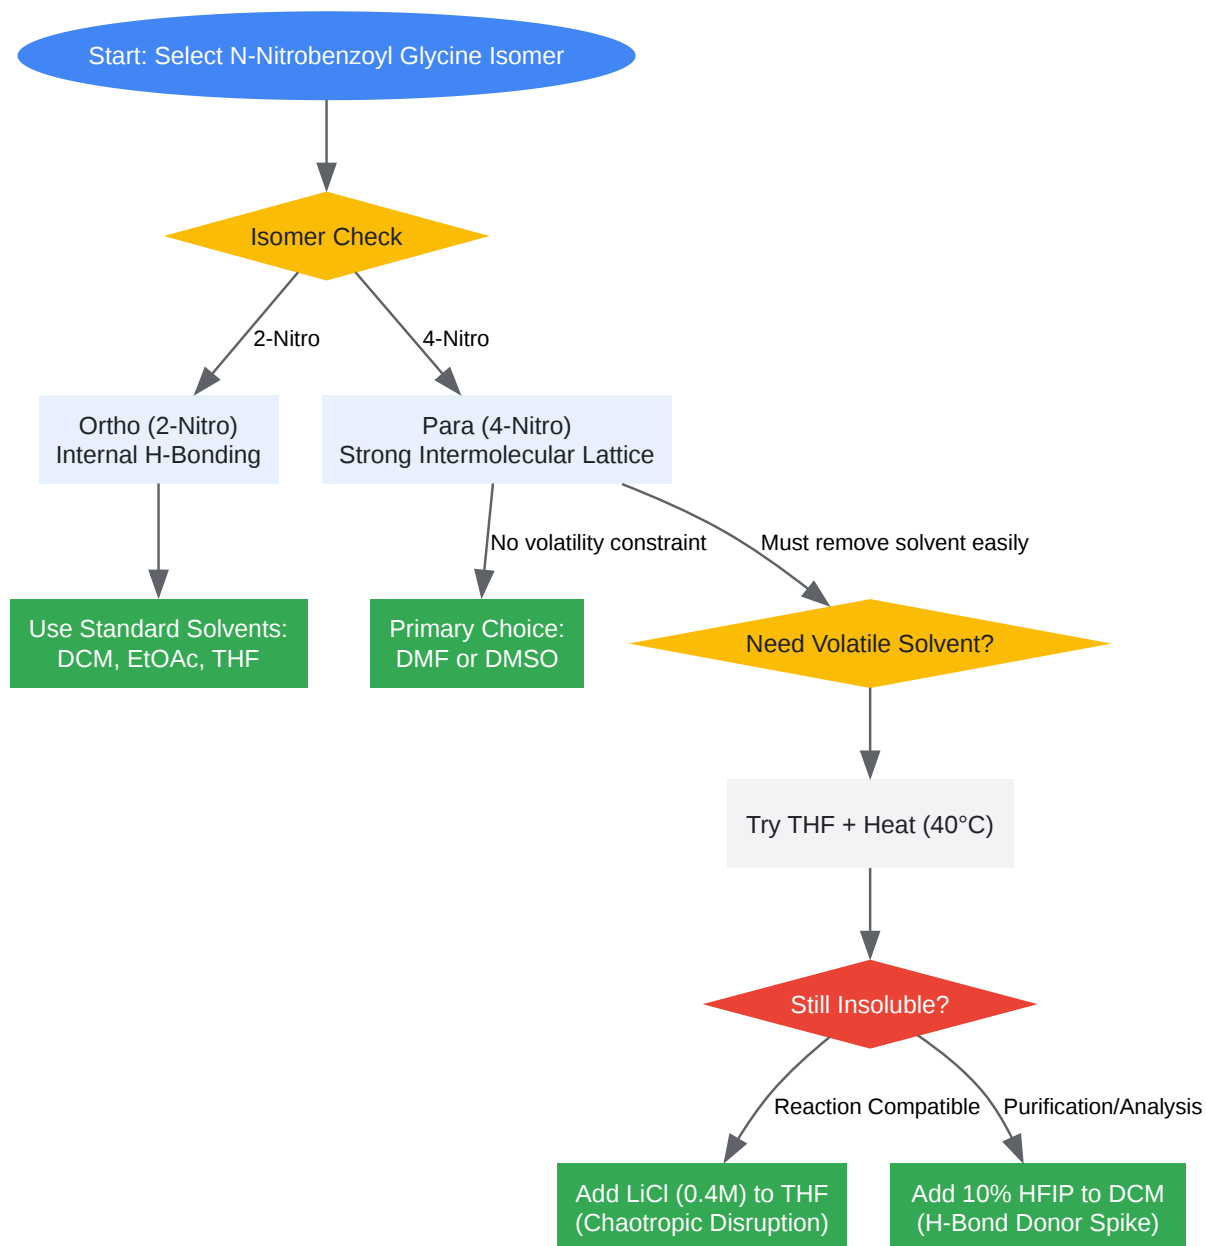 Start: Select N-Nitrobenzoyl Glycine Isomer
Isomer Check
2-Nitro
4-Nitro
Ortho (2-Nitro)
Internal H-Bonding
Para (4-Nitro)
Strong Intermolecular Lattice
No volatility constraint
Must remove solvent easily
Use Standard Solvents:
DCM, EtOAc, THF
Primary Choice:
DMF or DMSO
Need Volatile Solvent?
Try THF + Heat (40°C)
Still Insoluble?
Reaction Compatible
Purification/Analysis
Add LiCl (0.4M) to THF
(Chaotropic Disruption)
Add 10% HFIP to DCM
(H-Bond Donor Spike)